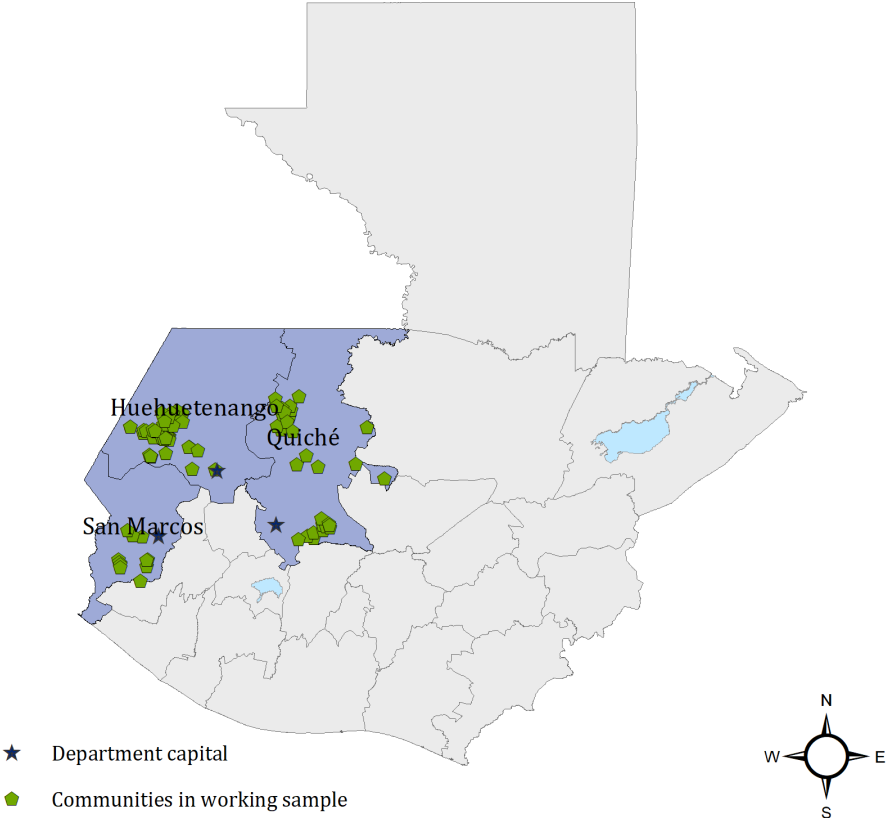 Huehuetenango
Quiché
San Marcos
N
W E
S
Department capital
Communities in working sample